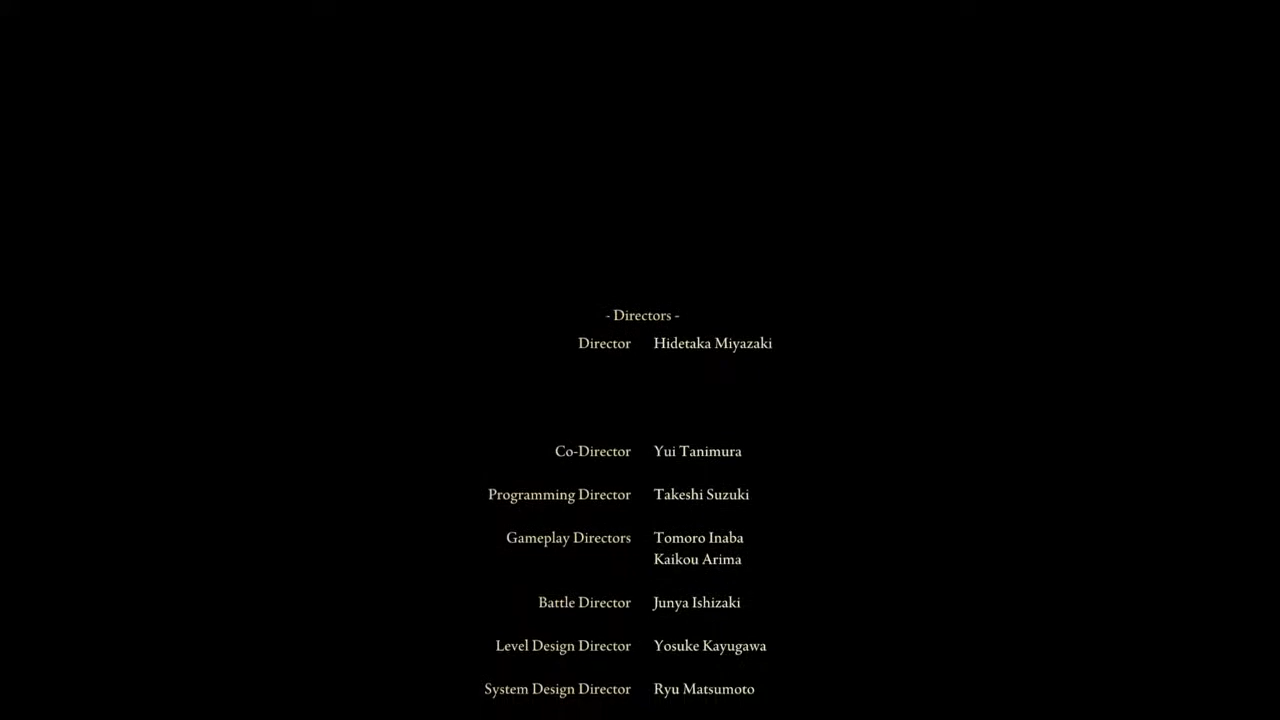 - Directors -
Director Hidetaka Miyazaki
Co-Director Yui Tanimura
Programming Director Takeshi Suzuki
Gameplay Directors Tomoro Inaba
Kaikou Arima
Battle Director Junya Ishizaki
Level Design Director Yosuke Kayugawa
System Design Director Ryu Matsumoto